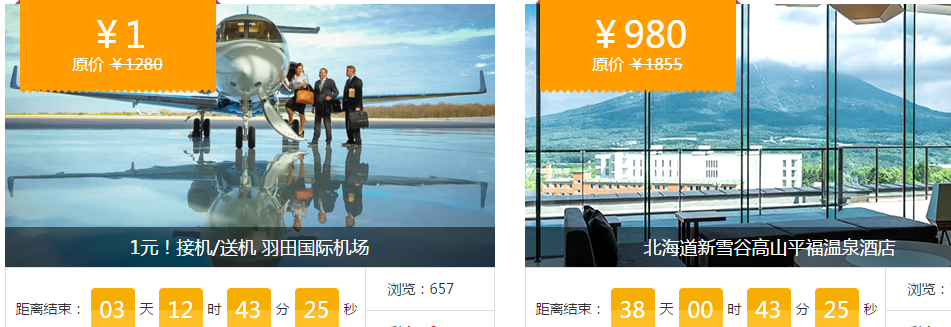 ￥1
原价 ￥1280
1元！接机/送机 羽田国际机场
距离结束： 03 天 12 时 43 分 25 秒
浏览：657
￥980
原价 ￥1855
北海道新雪谷高山平福温泉酒店
距离结束： 38 天 00 时 43 分 25 秒
浏览：